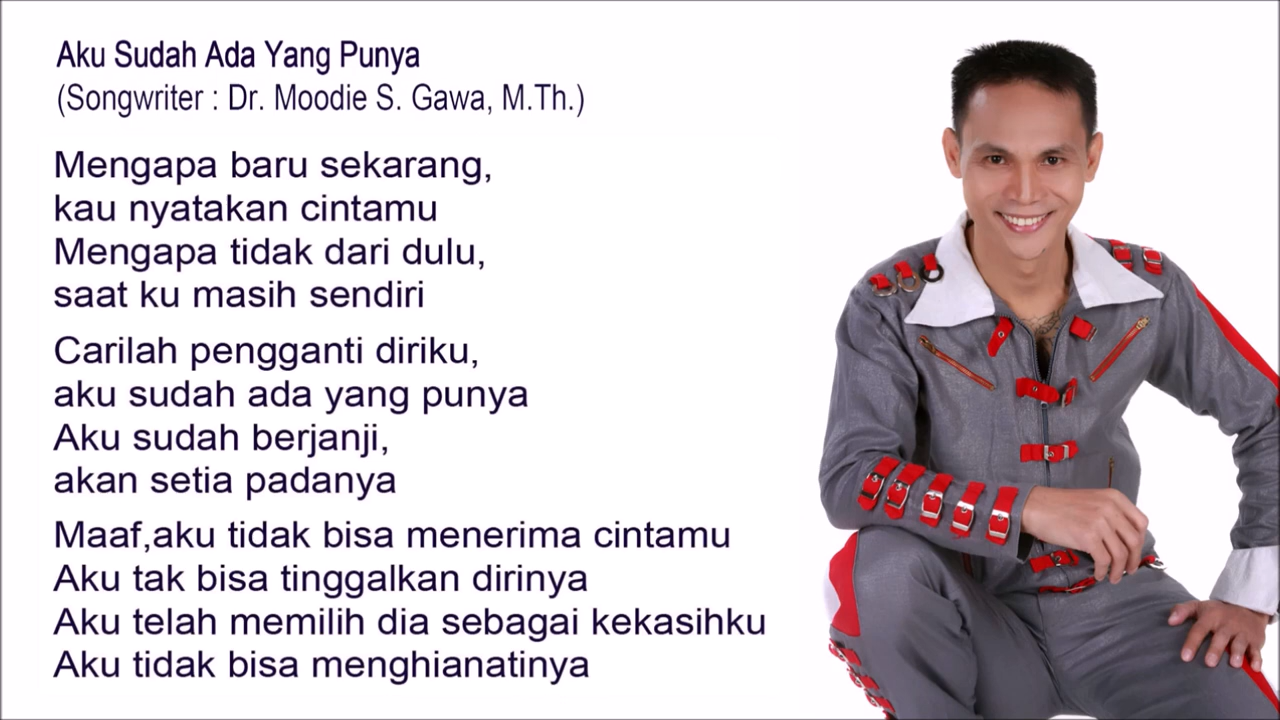 Aku Sudah Ada Yang Punya
(Songwriter : Dr. Moodie S. Gawa, M.Th.)
Mengapa baru sekarang,
kau nyatakan cintamu
Mengapa tidak dari dulu,
saat ku masih sendiri
Carilah pengganti diriku,
aku sudah ada yang punya
Aku sudah berjanji,
akan setia padanya
Maaf,aku tidak bisa menerima cintamu
Aku tak bisa tinggalkan dirinya
Aku telah memilih dia sebagai kekasihku
Aku tidak bisa menghianatinya